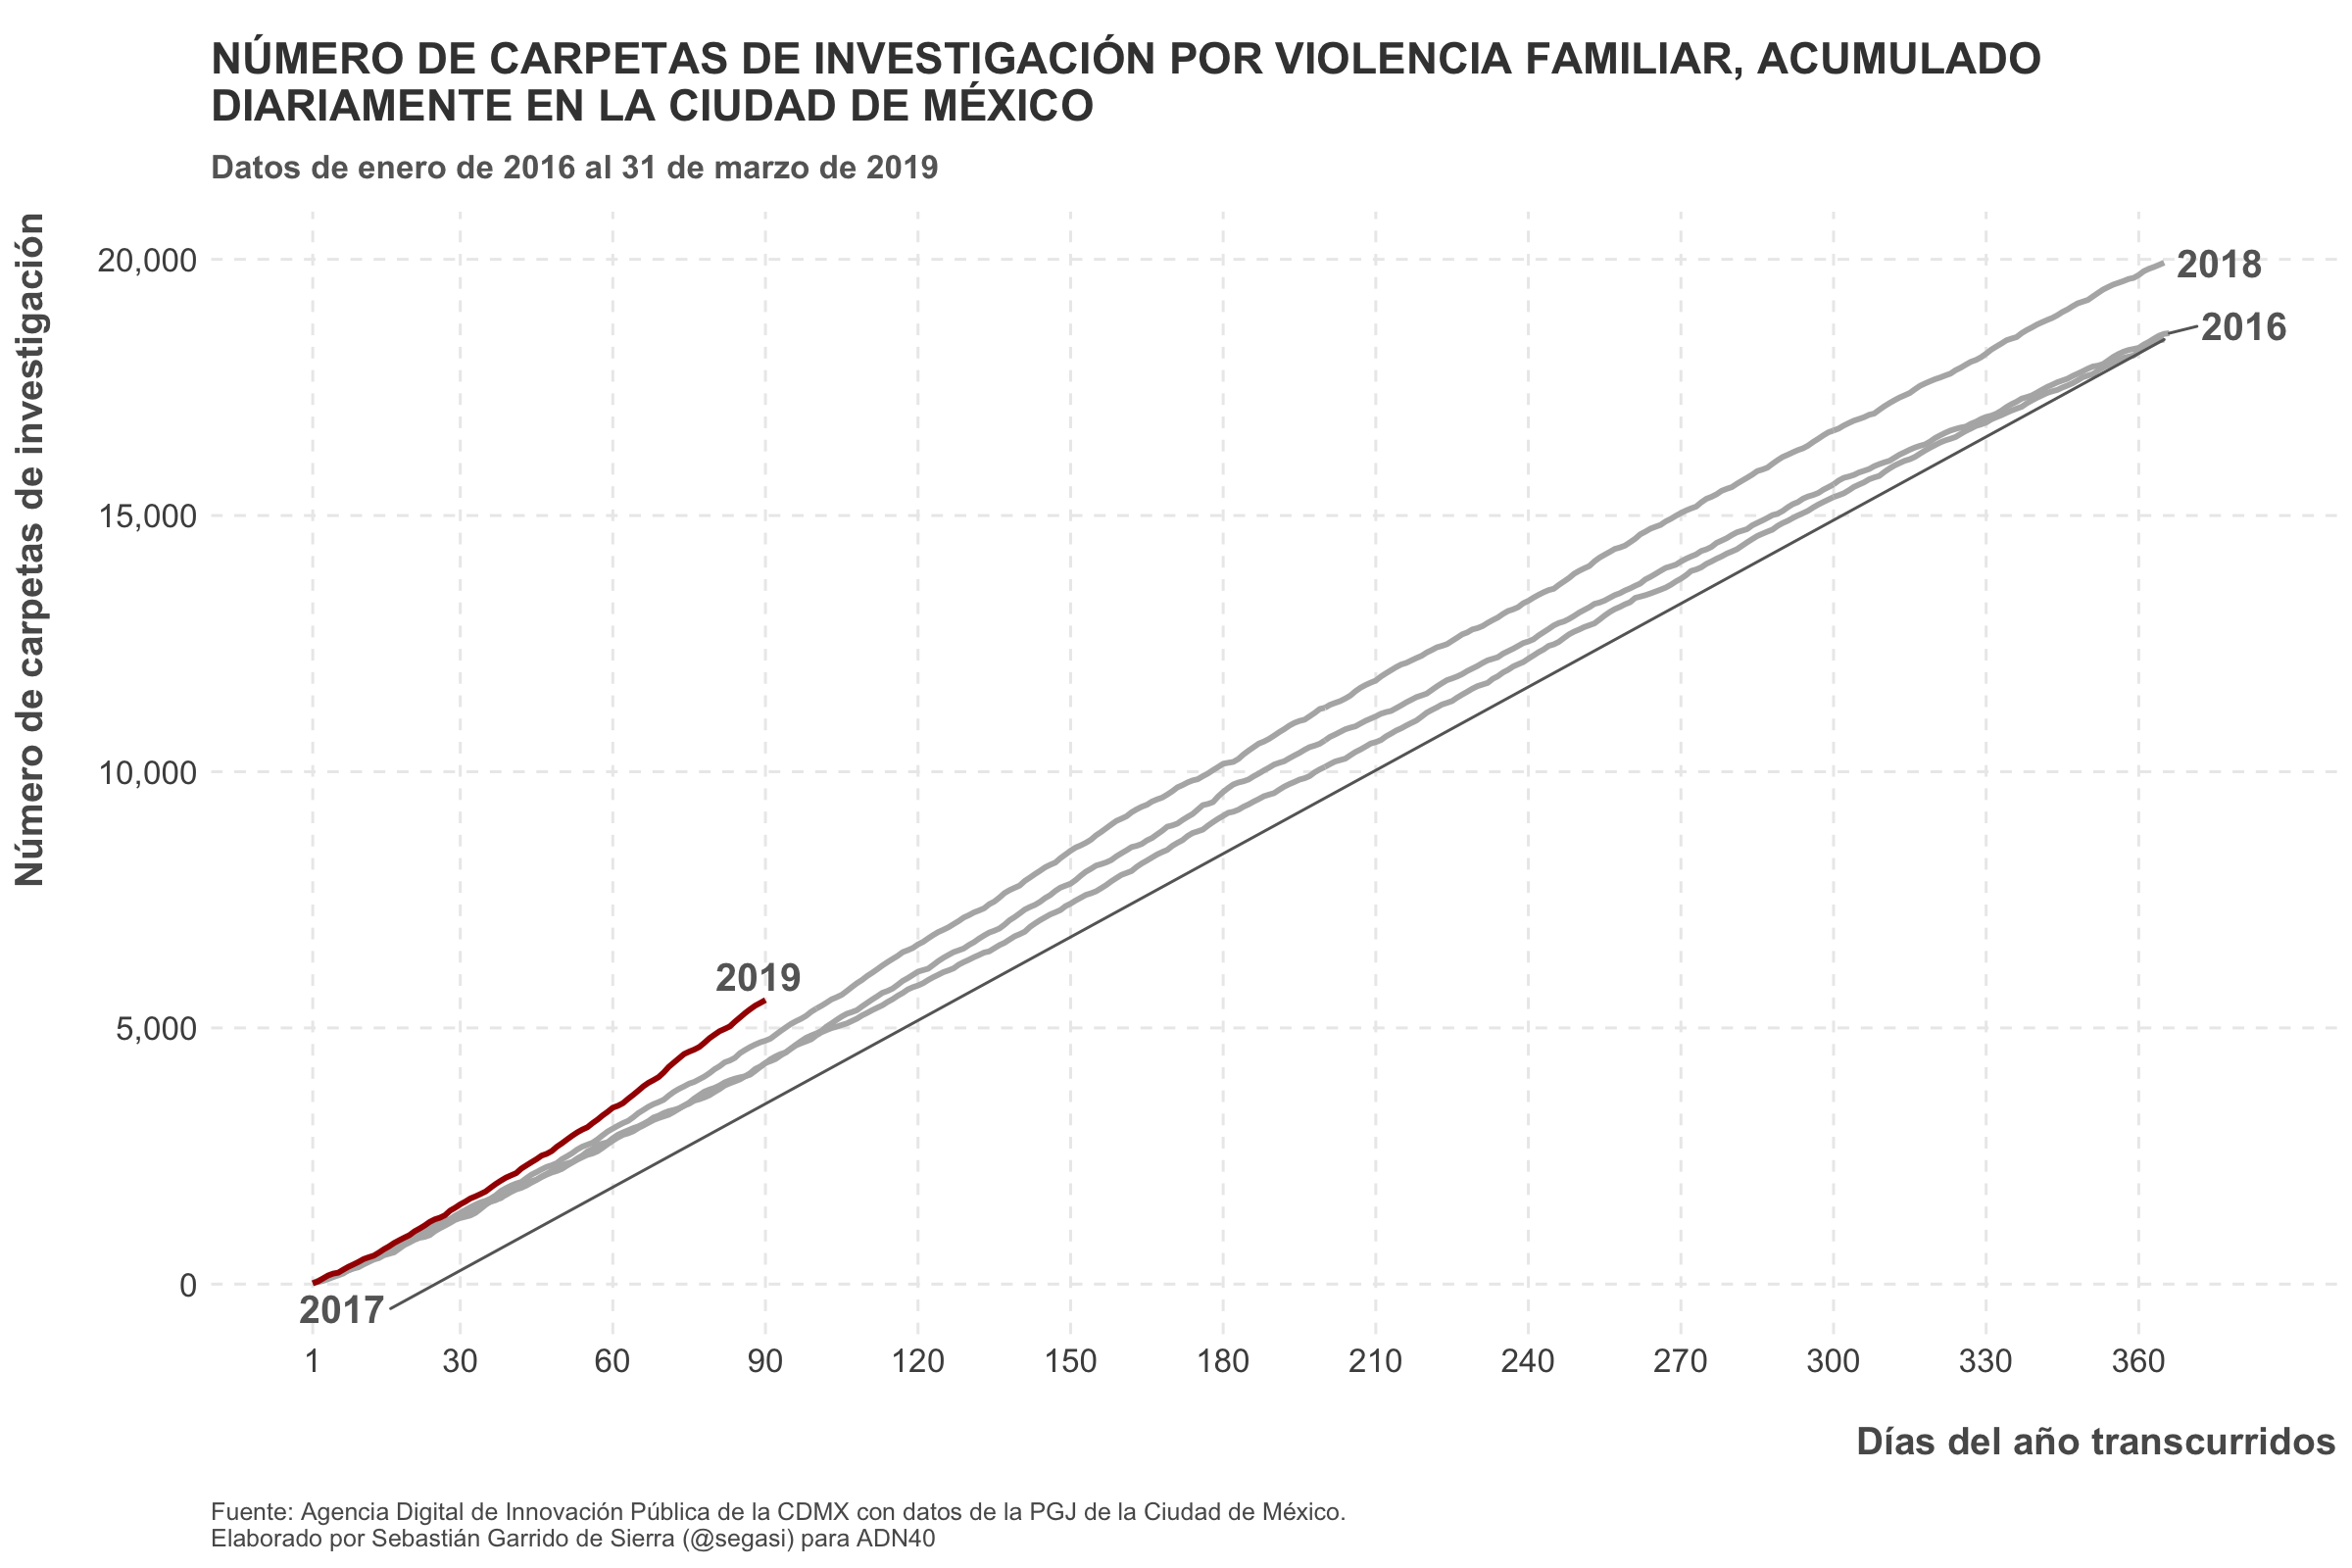 NÚMERO DE CARPETAS DE INVESTIGACIÓN POR VIOLENCIA FAMILIAR, ACUMULADO
DIARIAMENTE EN LA CIUDAD DE MÉXICO
Datos de enero de 2016 al 31 de marzo de 2019
Número de carpetas de investigación
20,000
15,000
10,000
5,000
0
2018
2016
2019
2017
1 30 60 90 120 150 180 210 240 270 300 330 360
Días del año transcurridos
Fuente: Agencia Digital de Innovación Pública de la CDMX con datos de la PGJ de la Ciudad de México.
Elaborado por Sebastián Garrido de Sierra (@segasi) para ADN40